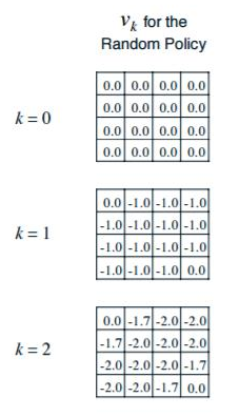 v_k for the
Random Policy
k = 0
0.0 0.0 0.0 0.0
0.0 0.0 0.0 0.0
0.0 0.0 0.0 0.0
0.0 0.0 0.0 0.0
k = 1
0.0 -1.0 -1.0 -1.0
-1.0 -1.0 -1.0 -1.0
-1.0 -1.0 -1.0 -1.0
-1.0 -1.0 -1.0 0.0
k = 2
0.0 -1.7 -2.0 -2.0
-1.7 -2.0 -2.0 -2.0
-2.0 -2.0 -2.0 -1.7
-2.0 -2.0 -1.7 0.0